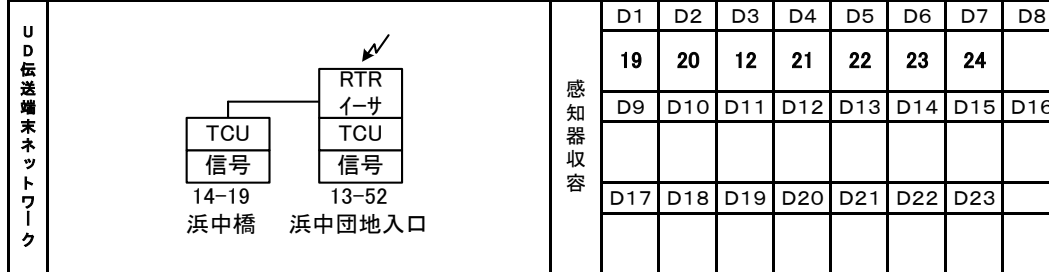 UD伝送端末ネットワーク
RTR
イーサ
TCU
信号
13-52
浜中団地入口
TCU
信号
14-19
浜中橋
感知器収容
D1 D2 D3 D4 D5 D6 D7 D8
19 20 12 21 22 23 24
D9 D10 D11 D12 D13 D14 D15 D16
D17 D18 D19 D20 D21 D22 D23